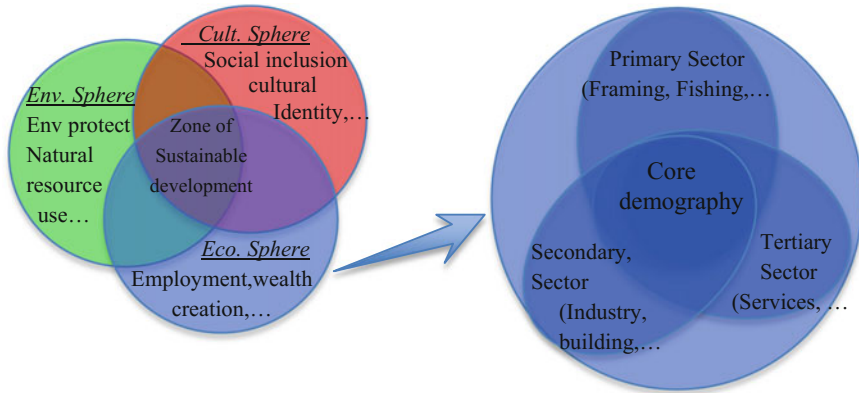 Cult. Sphere
Social inclusion
cultural
Identity,...
Env. Sphere
Env protect
Natural
resource
use...
Zone of
Sustainable
development
Eco. Sphere
Employment,wealth
creation,...
Primary Sector
(Framing, Fishing,...
Core
demography
Secondary,
Sector
(Industry,
building,...
Tertiary
Sector
(Services, ...